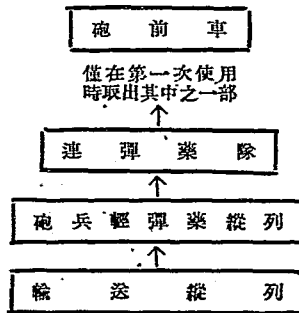 砲前車
僅在第一次使用
時取出其中之一部
連彈藥隊
砲兵輕彈藥縱列
輸送縱列